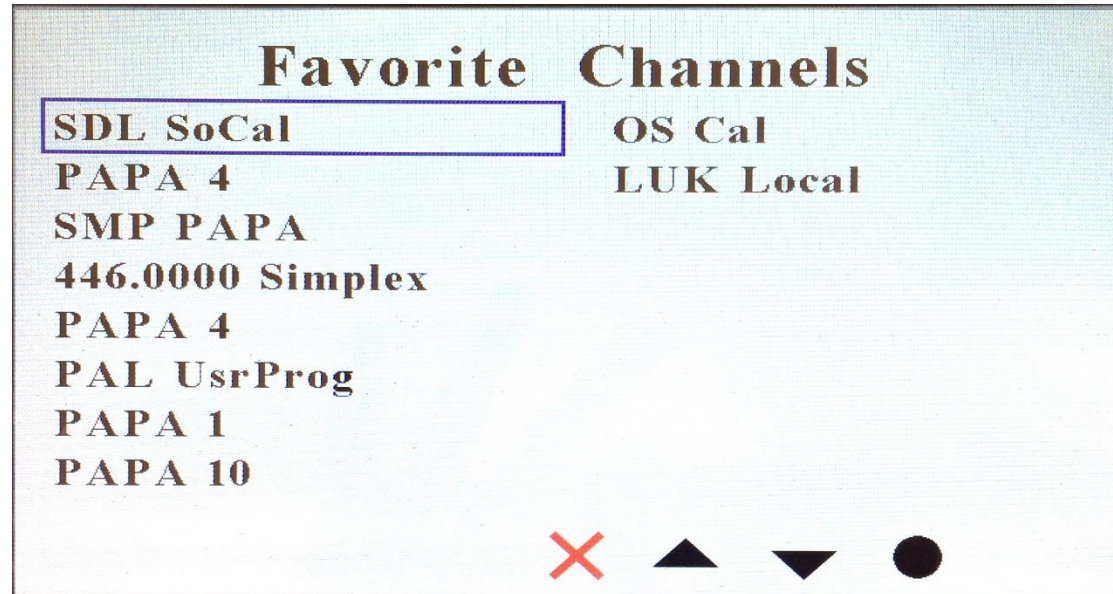 Favorite Channels
SDL SoCal
PAPA 4
SMP PAPA
446.0000 Simplex
PAPA 4
PAL UsrProg
PAPA 1
PAPA 10
OS Cal
LUK Local